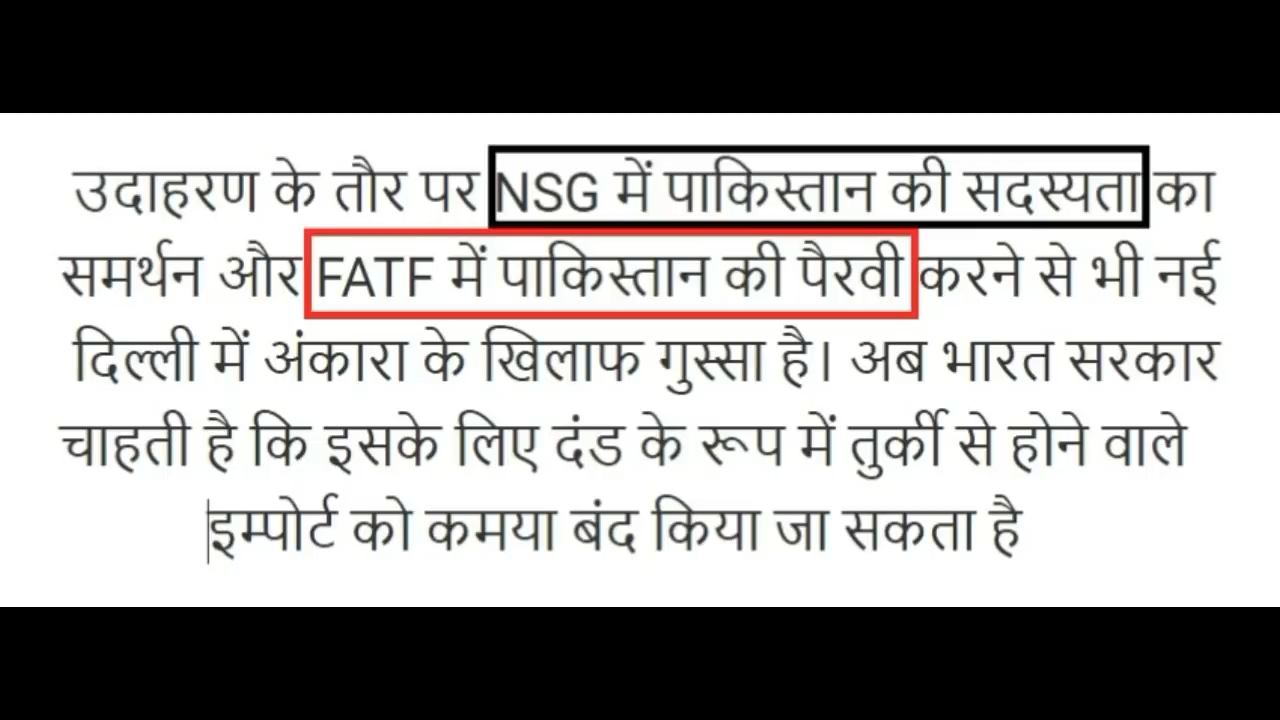 उदाहरण के तौर पर NSG में पाकिस्तान की सदस्यता का
समर्थन और FATF में पाकिस्तान की पैरवी करने से भी नई
दिल्ली में अंकारा के खिलाफ गुस्सा है। अब भारत सरकार
चाहती है कि इसके लिए दंड के रूप में तुर्की से होने वाले
इम्पोर्ट को कमया बंद किया जा सकता है